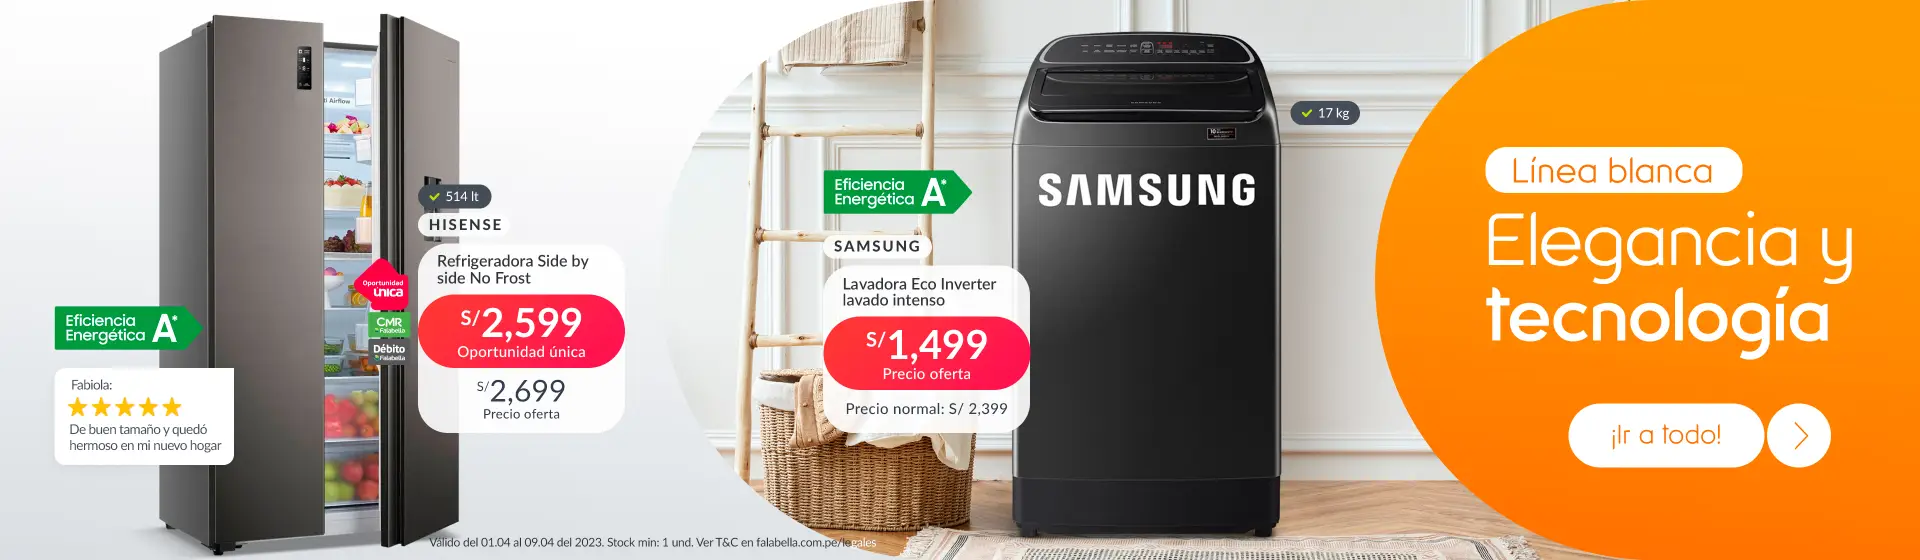 Airflow
514 lt
HISENSE
Refrigeradora Side by
side No Frost
Oportunidad
única
S/2,599
Oportunidad única
CMR
Falabella
Débito
Falabella
S/2,699
Precio oferta
Eficiencia
Energética A*
Fabiola:
De buen tamaño y quedó
hermoso en mi nuevo hogar
Eficiencia
Energética A*
SAMSUNG
Lavadora Eco Inverter
lavado intenso
S/1,499
Precio oferta
Precio normal: S/ 2,399
17 kg
SAMSUNG
SAMSUNG
Línea blanca
Elegancia y
tecnología
¡Ir a todo!
Válido del 01.04 al 09.04 del 2023. Stock min: 1 und. Ver T&C en falabella.com.pe/legales